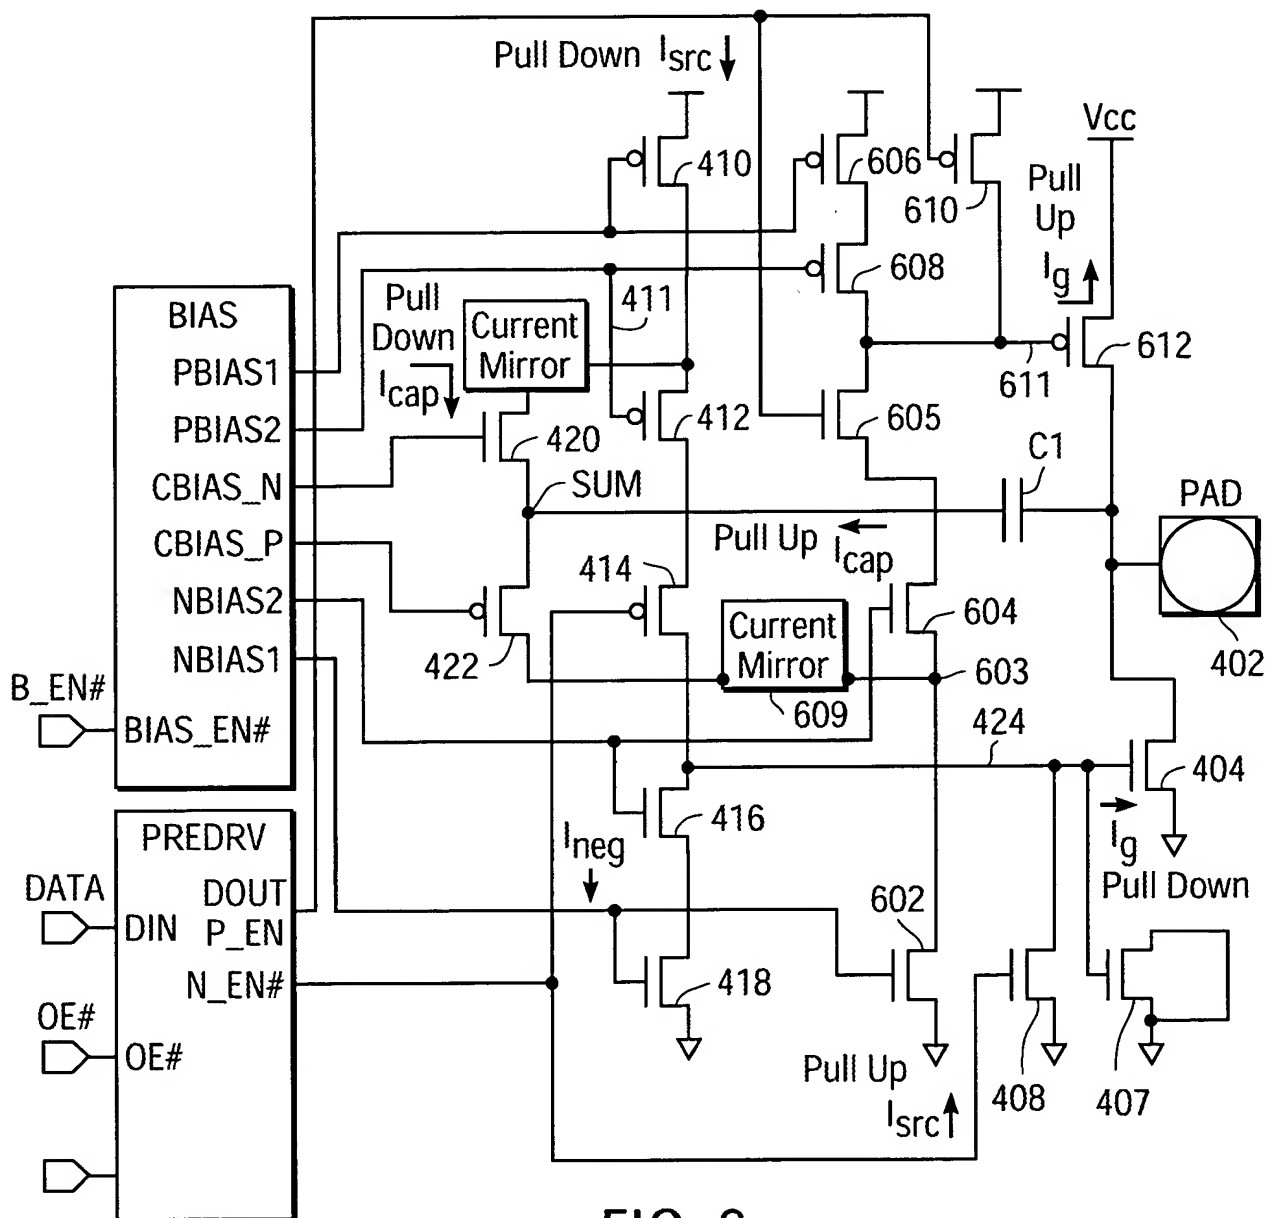 Pull Down Isrc
Vcc
410
606
610
Pull
Up
Ig
608
411
BIAS
Pull
Down
Icap
Current
Mirror
612
611
PBIAS1
412
605
PBIAS2
420
C1
CBIAS_N
SUM
PAD
CBIAS_P
Pull Up Icap
414
NBIAS2
Current
Mirror
604
422
402
NBIAS1
603
B_EN#
609
BIAS_EN#
424
404
416
PREDRV
Ineg
Ig
Pull Down
DATA
DOUT
602
DIN
P_EN
N_EN#
418
OE#
OE#
Pull Up
Isrc
408
407